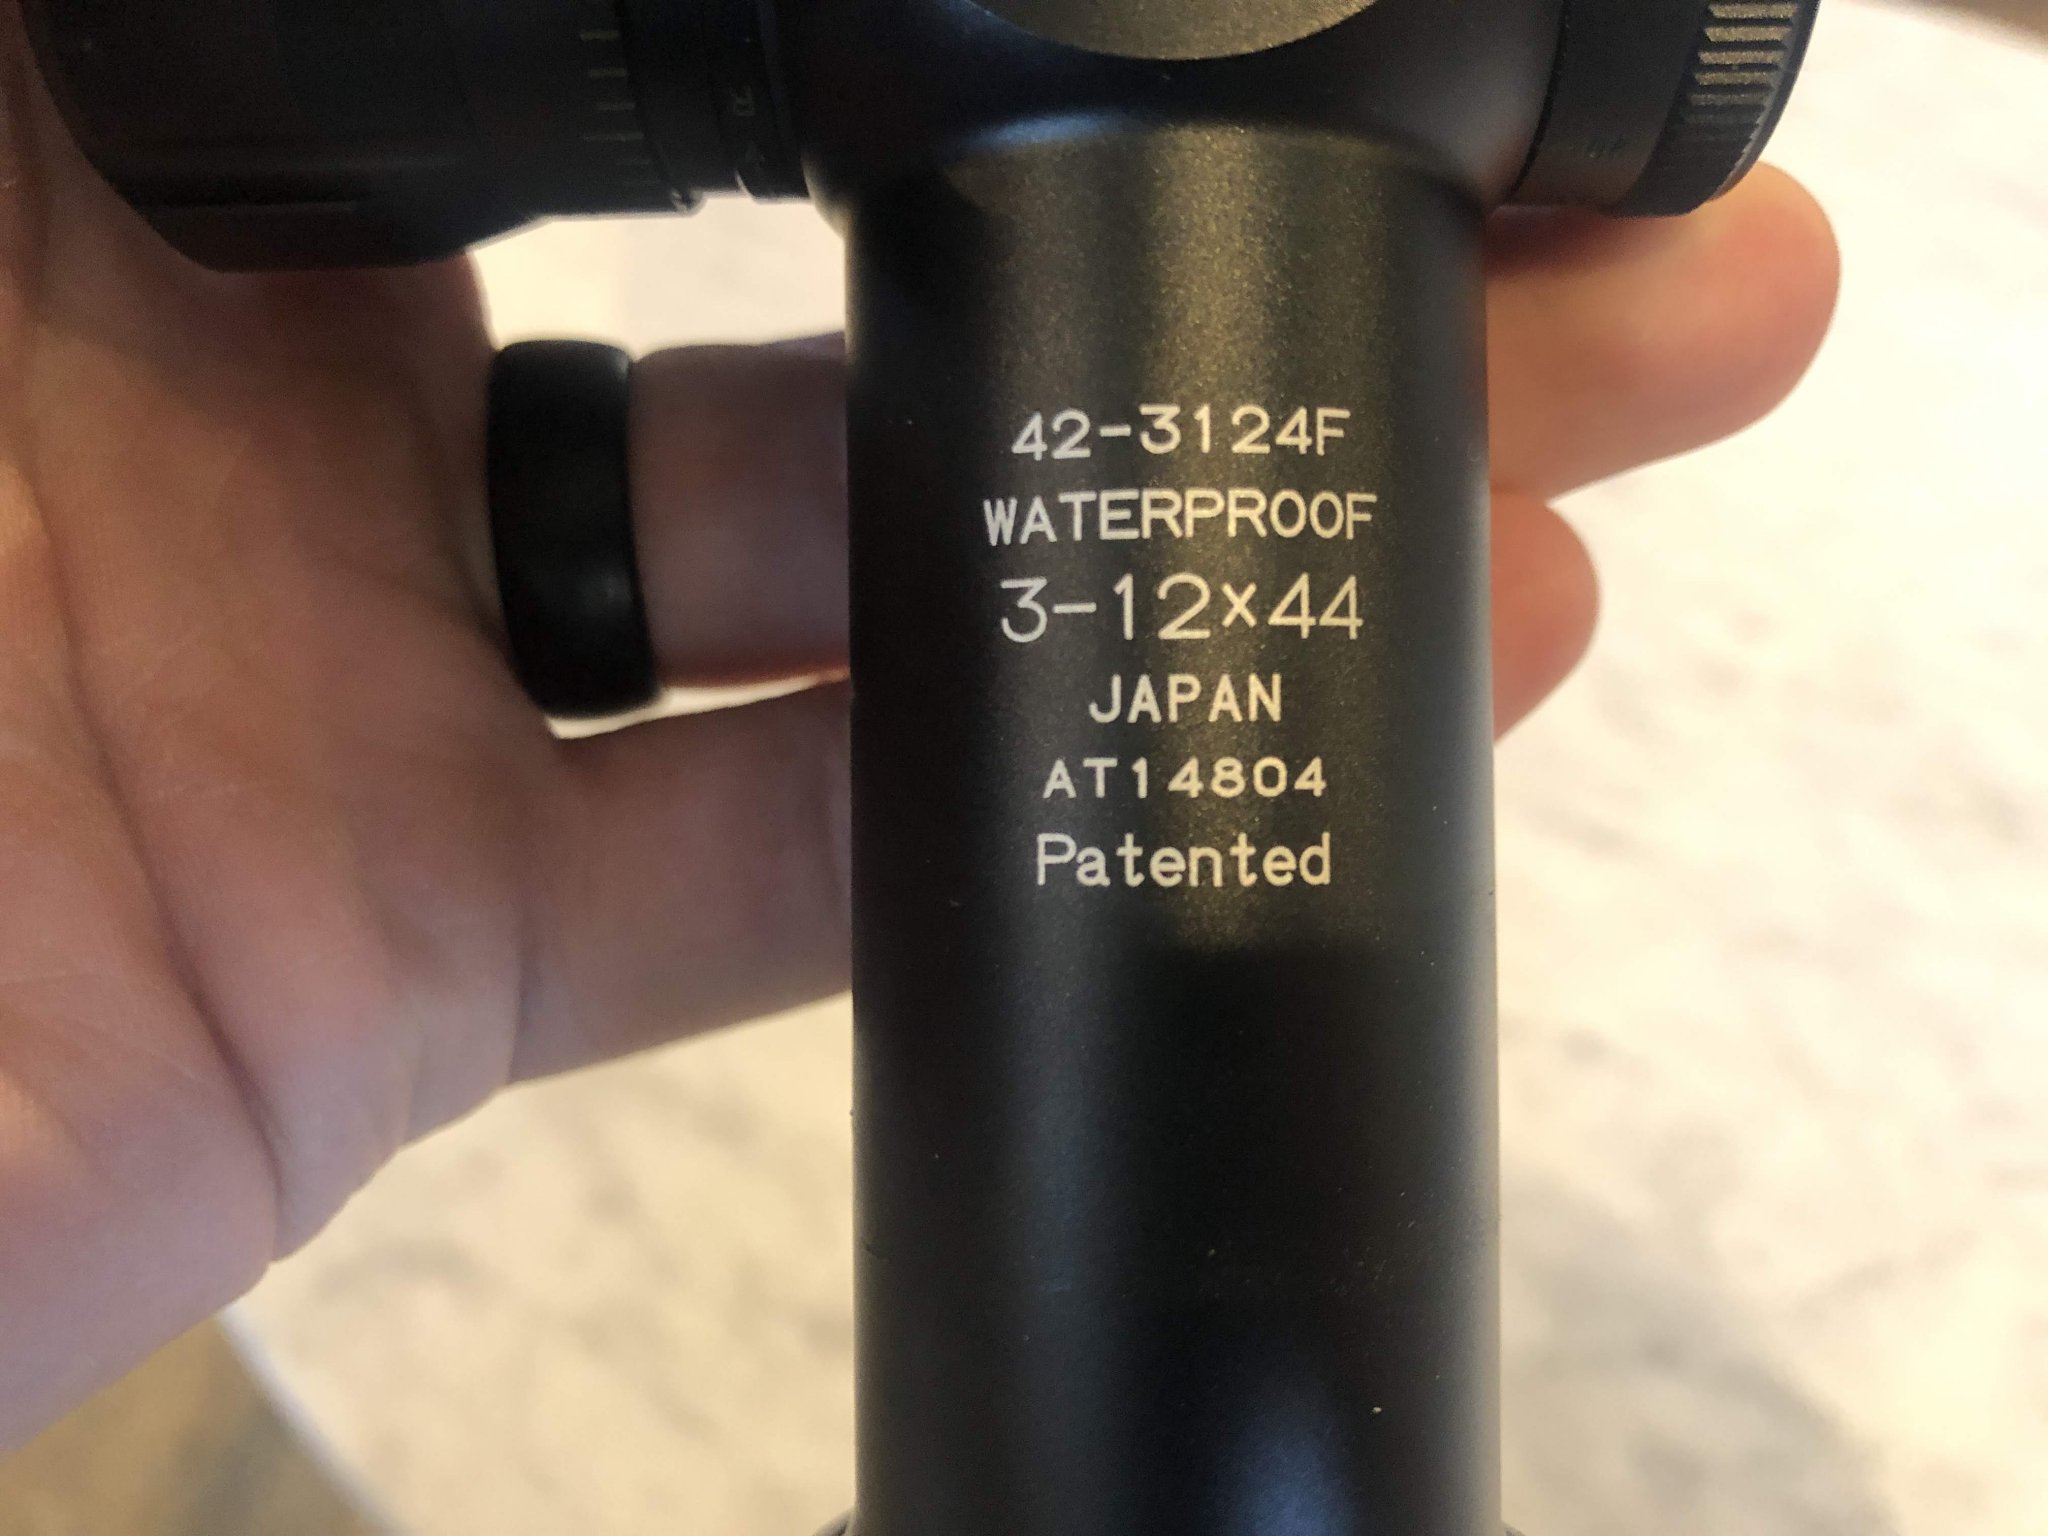 42-3124F
WATERPROOF
3-12×44
JAPAN
AT14804
Patented